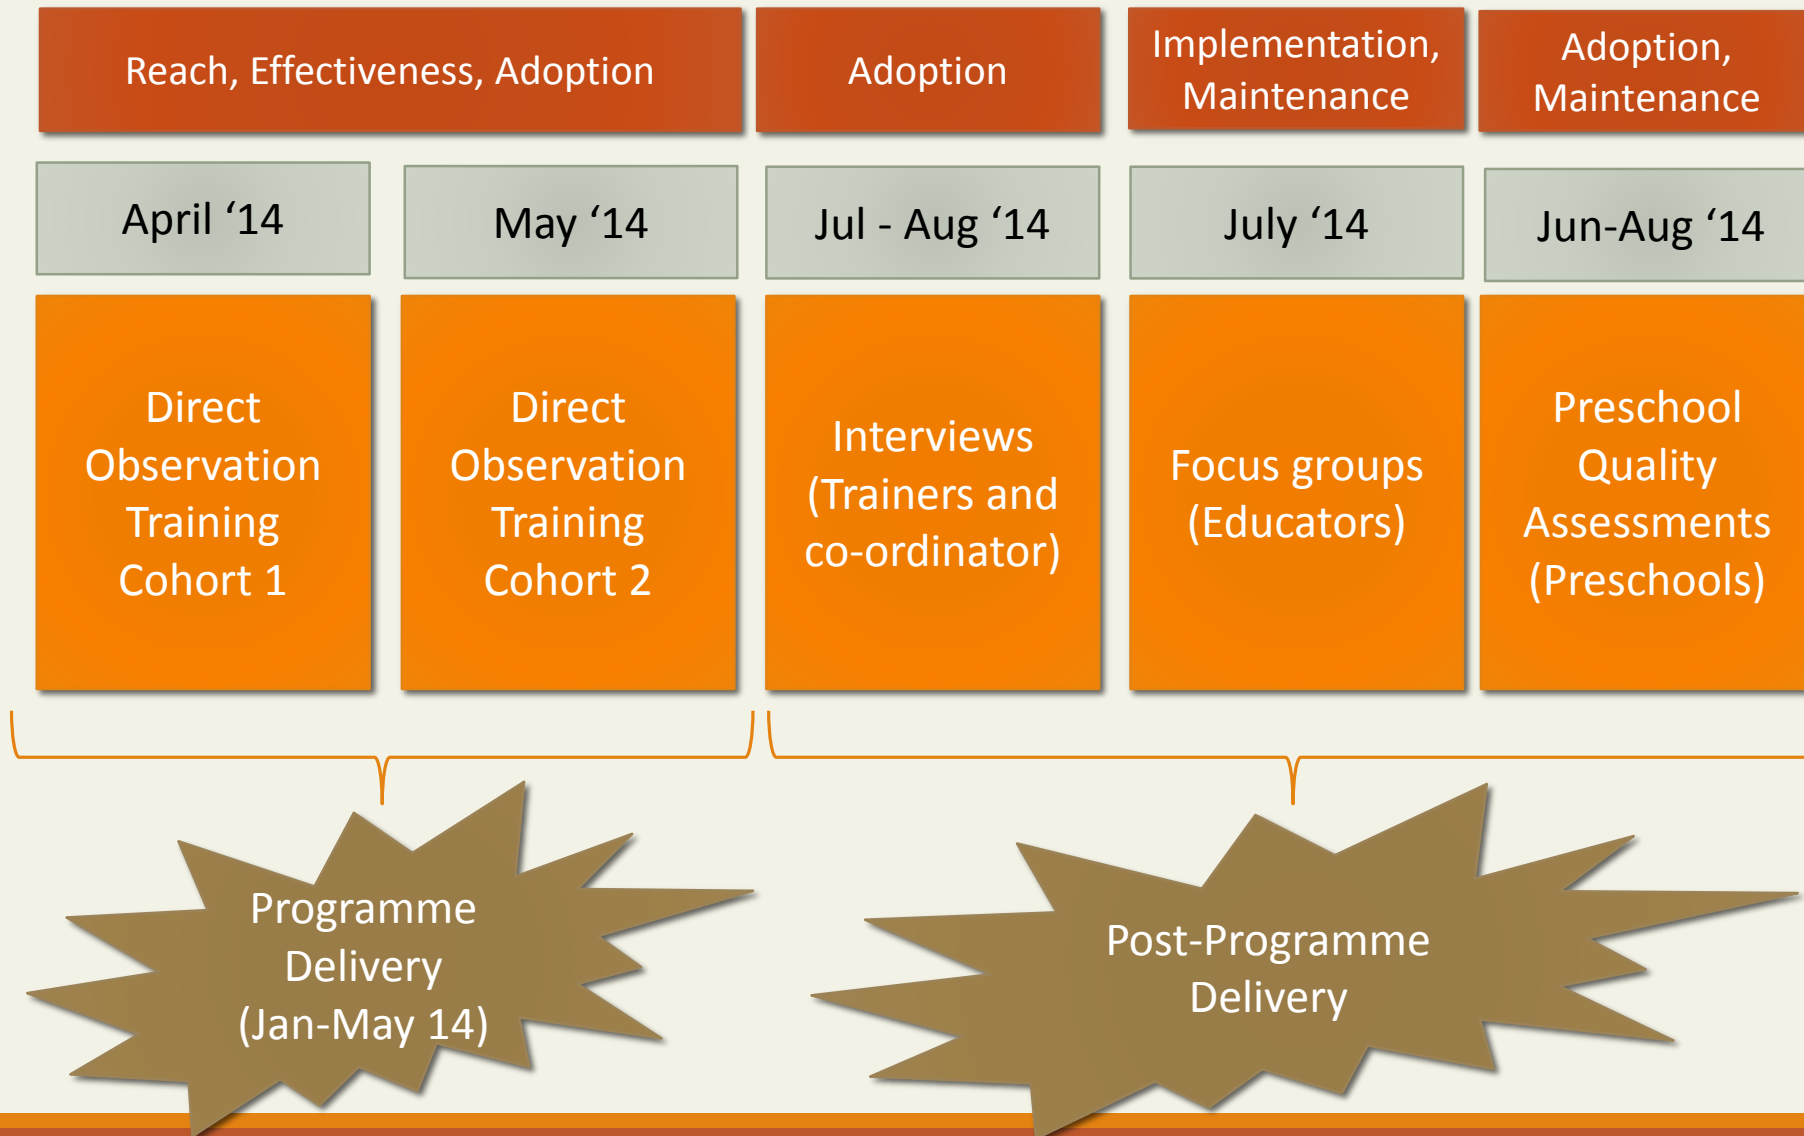 Reach, Effectiveness, Adoption
Adoption
Implementation,
Maintenance
Adoption,
Maintenance
April ‘14
May ‘14
Jul - Aug ‘14
July ‘14
Jun-Aug ‘14
Direct
Observation
Training
Cohort 1
Direct
Observation
Training
Cohort 2
Interviews
(Trainers and
co-ordinator)
Focus groups
(Educators)
Preschool
Quality
Assessments
(Preschools)
Programme
Delivery
(Jan-May 14)
Post-Programme
Delivery